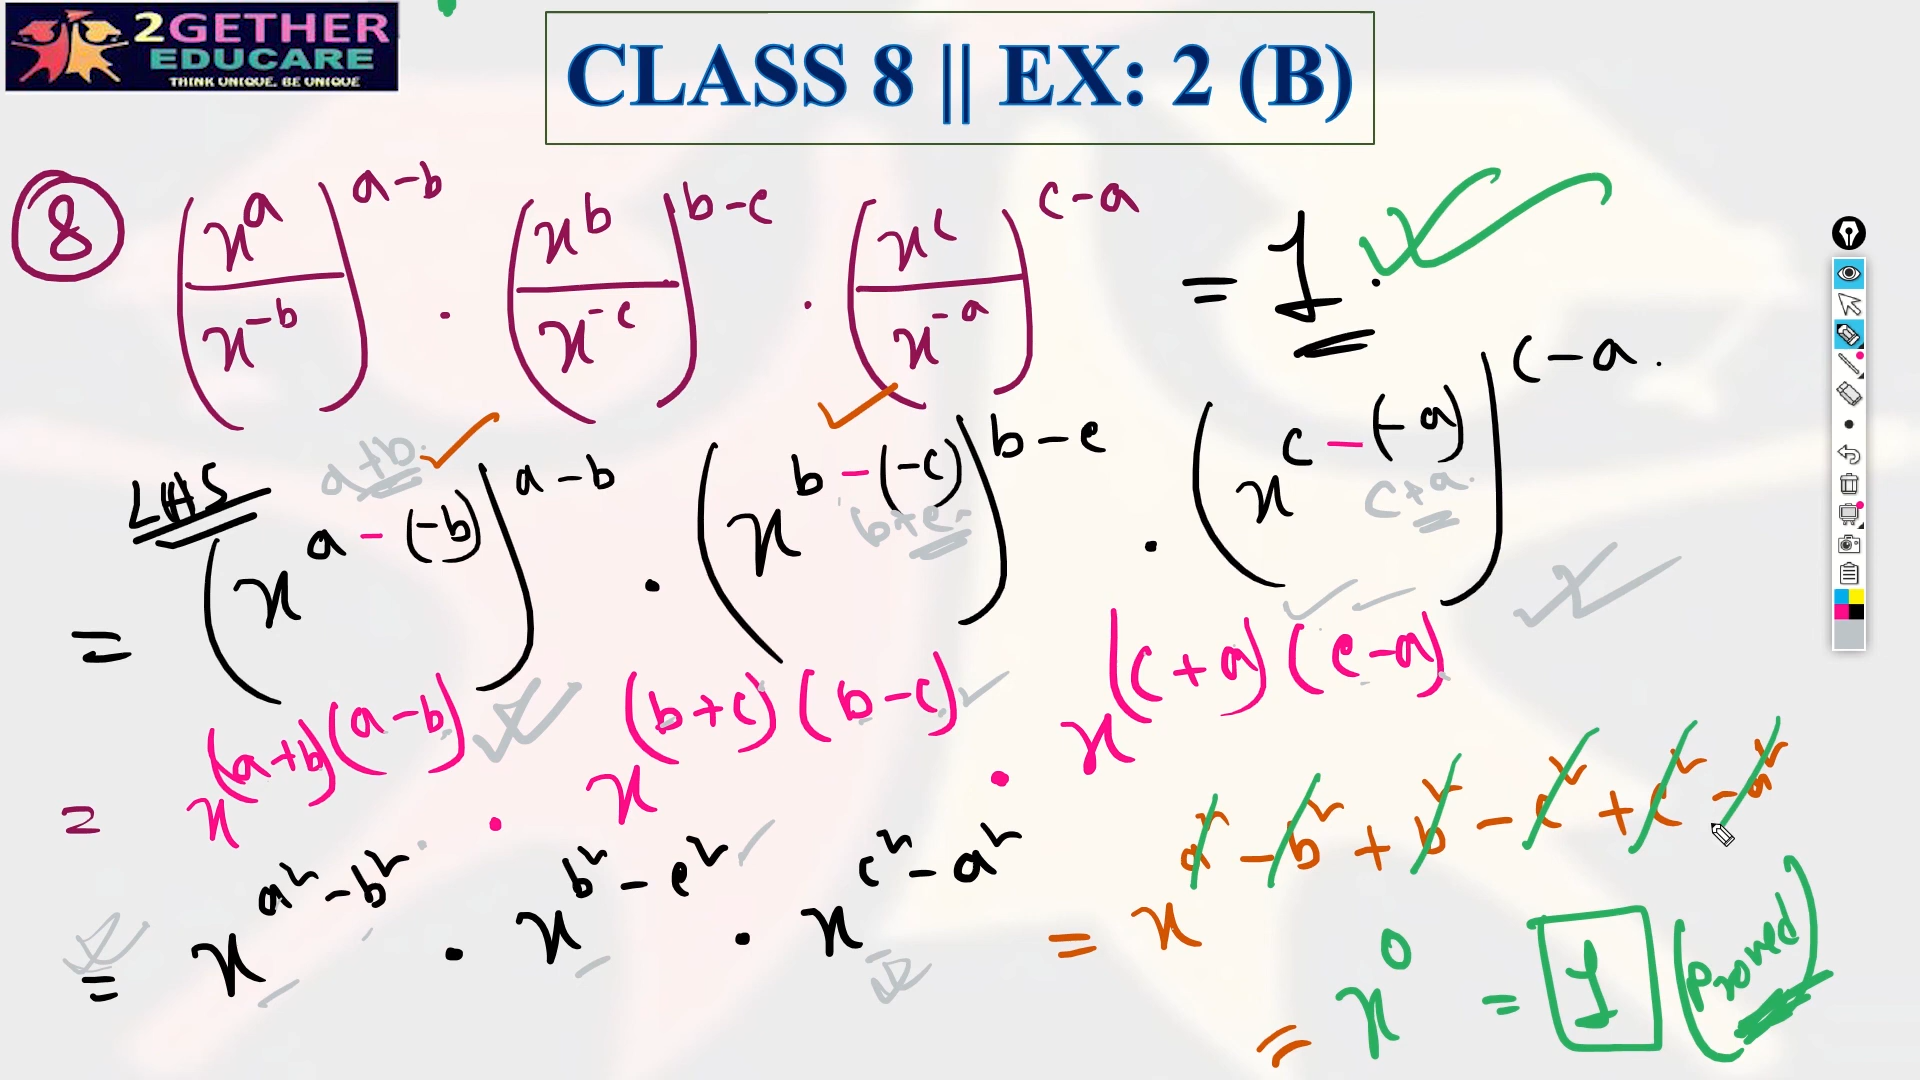 2GETHER
EDUCARE
THINK UNIQUE. BE UNIQUE
CLASS 8 || EX: 2 (B)
8 (x^a / x^-b)^a-b . (x^b / x^-c)^b-c . (x^c / x^-a)^c-a = 1.
LHS
= (x^a-(-b))^a-b . (x^b-(-c))^b-c . (x^c-(-a))^c-a.
a+b. b+c c+a.
= x^(a+b)(a-b) . x^(b+c)(b-c) . x^(c+a)(c-a)
= x^a²-b² . x^b²-c² . x^c²-a² = x^a²-b²+b²-c²+c²-a²
= x^0 = 1 (Proved)